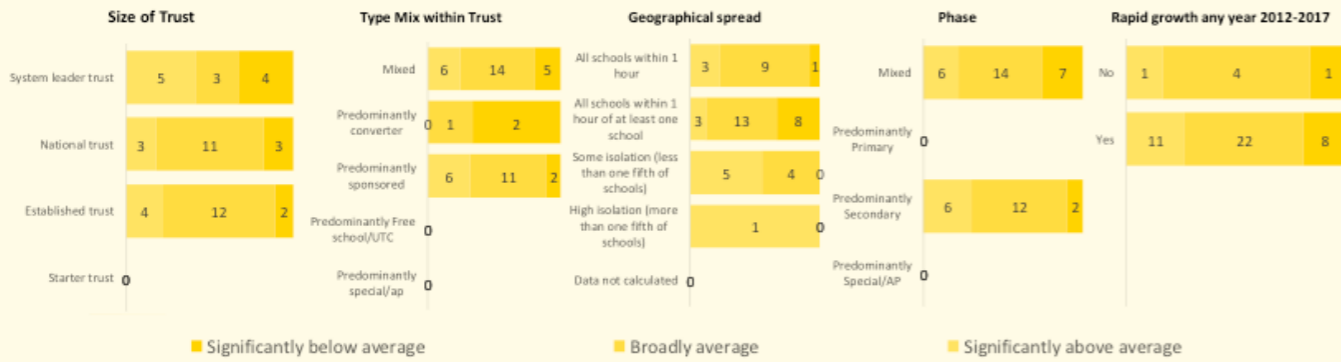 Size of Trust
System leader trust
5 3 4
National trust
3 11 3
Established trust
4 12 2
Starter trust
0
Type Mix within Trust
Mixed
6 14 5
Predominantly
converter
0 1 2
Predominantly
sponsored
6 11 2
Predominantly Free
school/UTC
0
Predominantly
special/ap
0
Geographical spread
All schools within 1
hour
3 9 1
All schools within 1
hour of at least one
school
3 13 8
Some isolation (less
than one fifth of
schools)
5 4 0
High isolation (more
than one fifth of
schools)
1 0
Data not calculated
0
Phase
Mixed
6 14 7
Predominantly
Primary
0
Predominantly
Secondary
6 12 2
Predominantly
Special/AP
0
Rapid growth any year 2012-2017
No
1 4 1
Yes
11 22 8
Significantly below average
Broadly average
Significantly above average